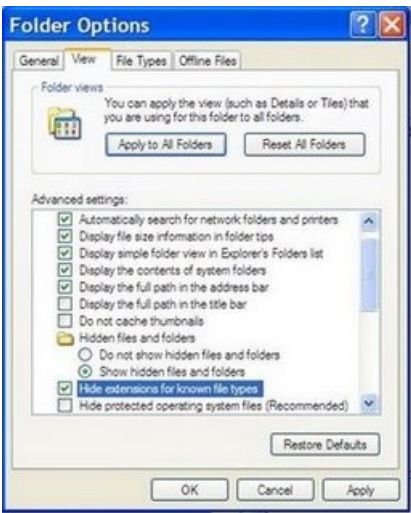 Folder Options
General View File Types Offline Files
Folder views
You can apply the view (such as Details or Tiles) that
you are using for this folder to all folders.
Apply to All Folders Reset All Folders
Advanced settings:
Automatically search for network folders and printers
Display file size information in folder tips
Display simple folder view in Explorer's Folders list
Display the contents of system folders
Display the full path in the address bar
Display the full path in the title bar
Do not cache thumbnails
Hidden files and folders
Do not show hidden files and folders
Show hidden files and folders
Hide extensions for known file types
Hide protected operating system files (Recommended)
Restore Defaults
OK Cancel Apply